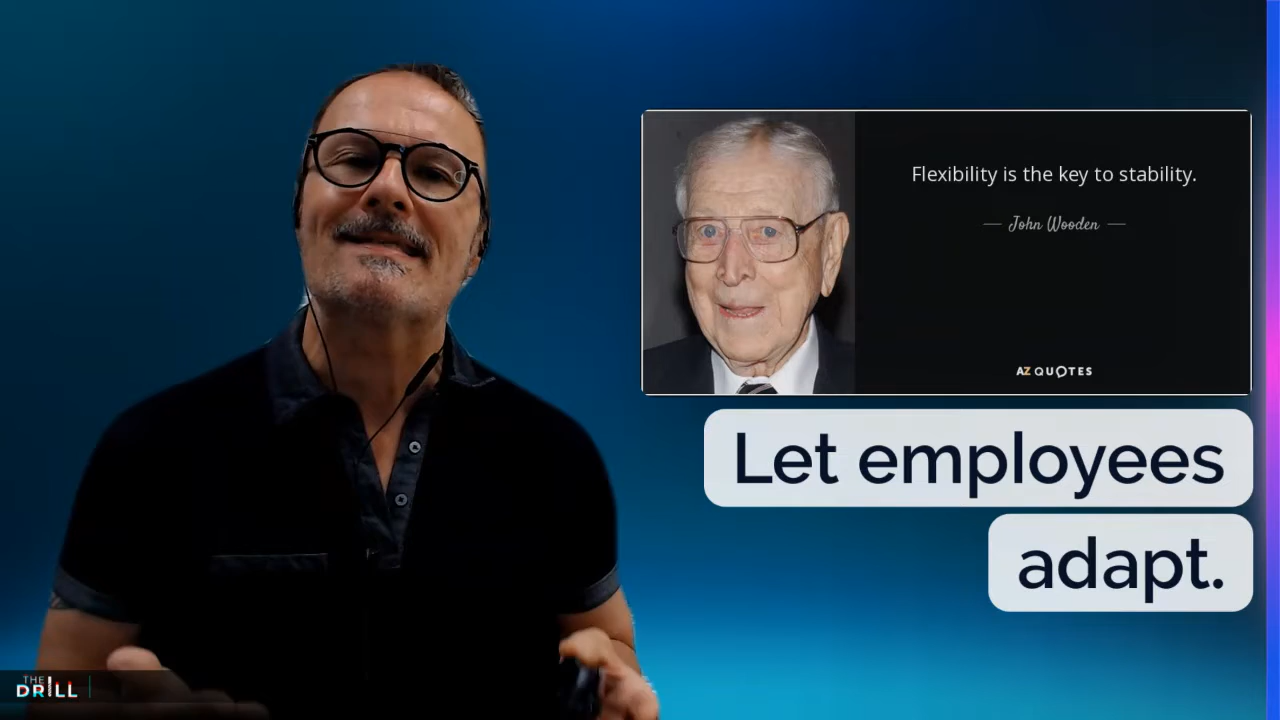 Flexibility is the key to stability.
— John Wooden —
AZ QUOTES
Let employees
adapt.
THE
DRILL